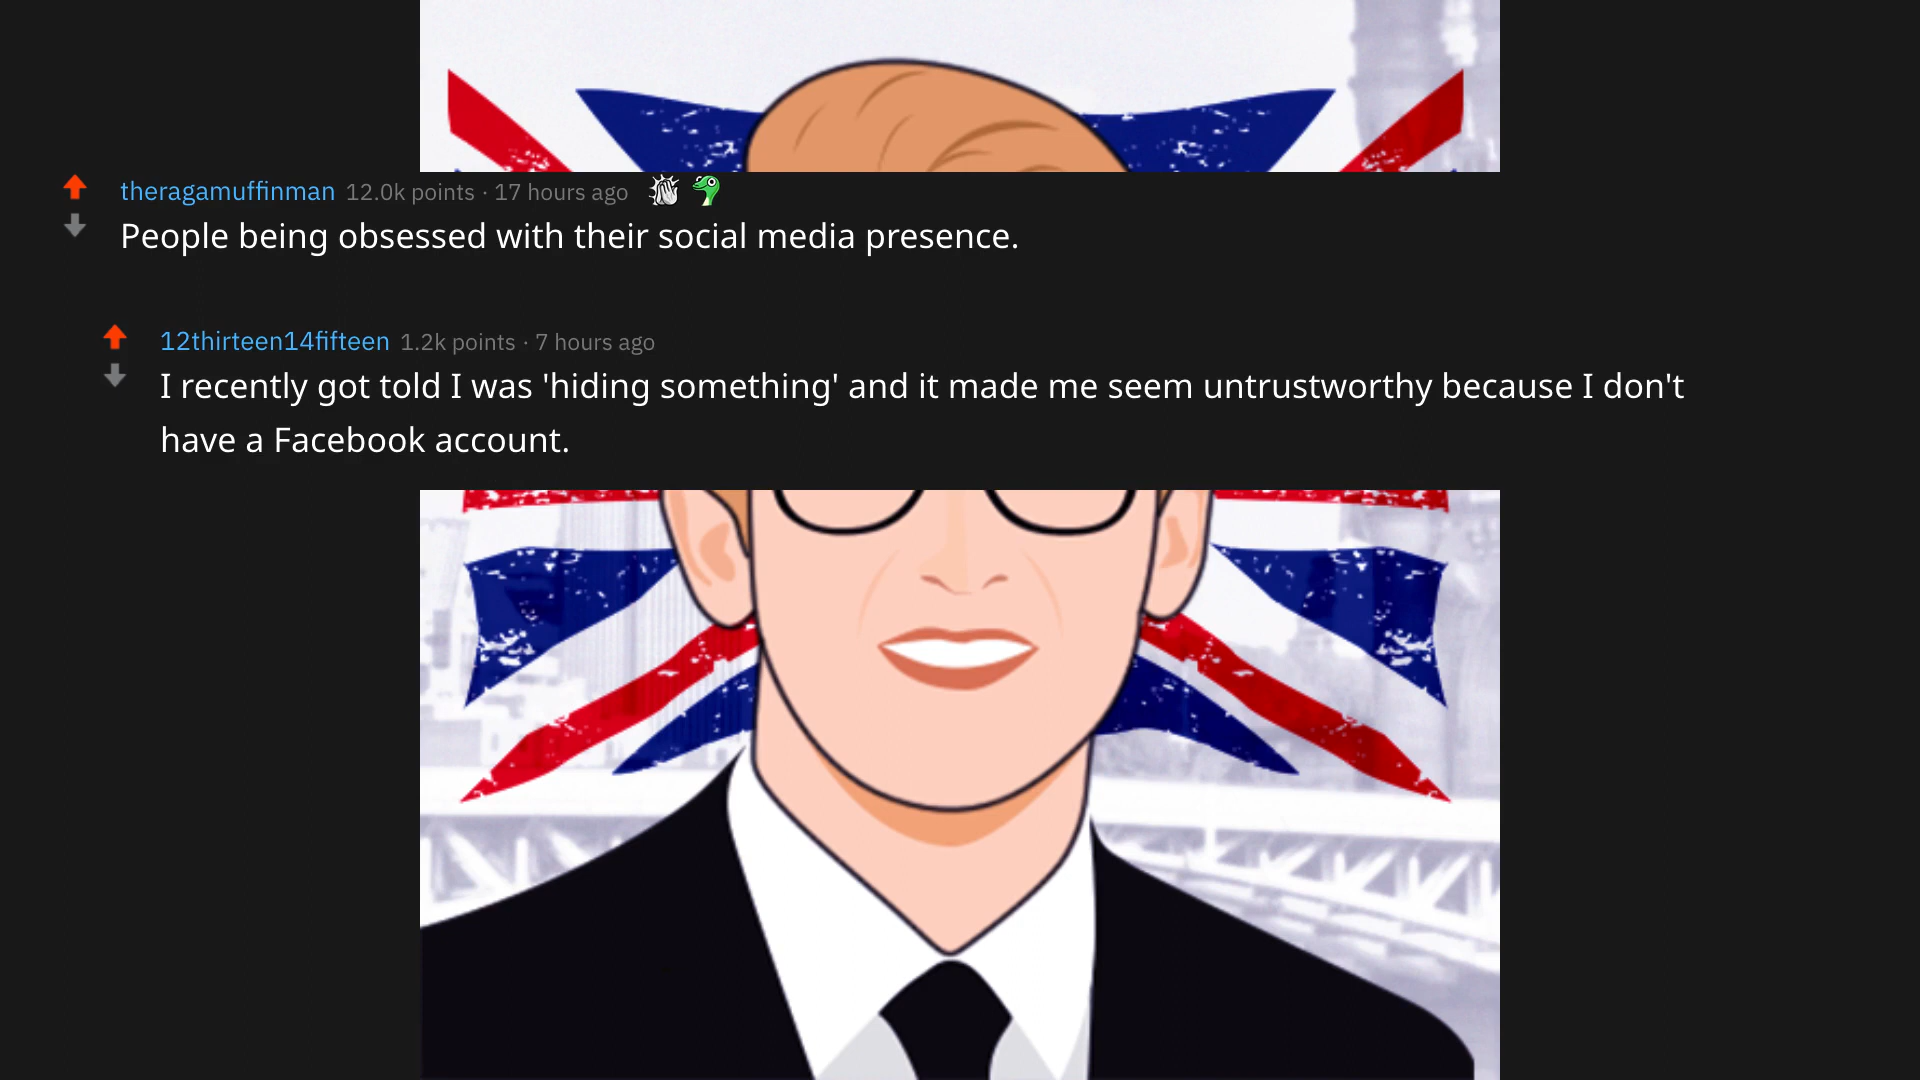 theragamuffinman 12.0k points · 17 hours ago
People being obsessed with their social media presence.
12thirteen14fifteen 1.2k points · 7 hours ago
I recently got told I was 'hiding something' and it made me seem untrustworthy because I don't
have a Facebook account.